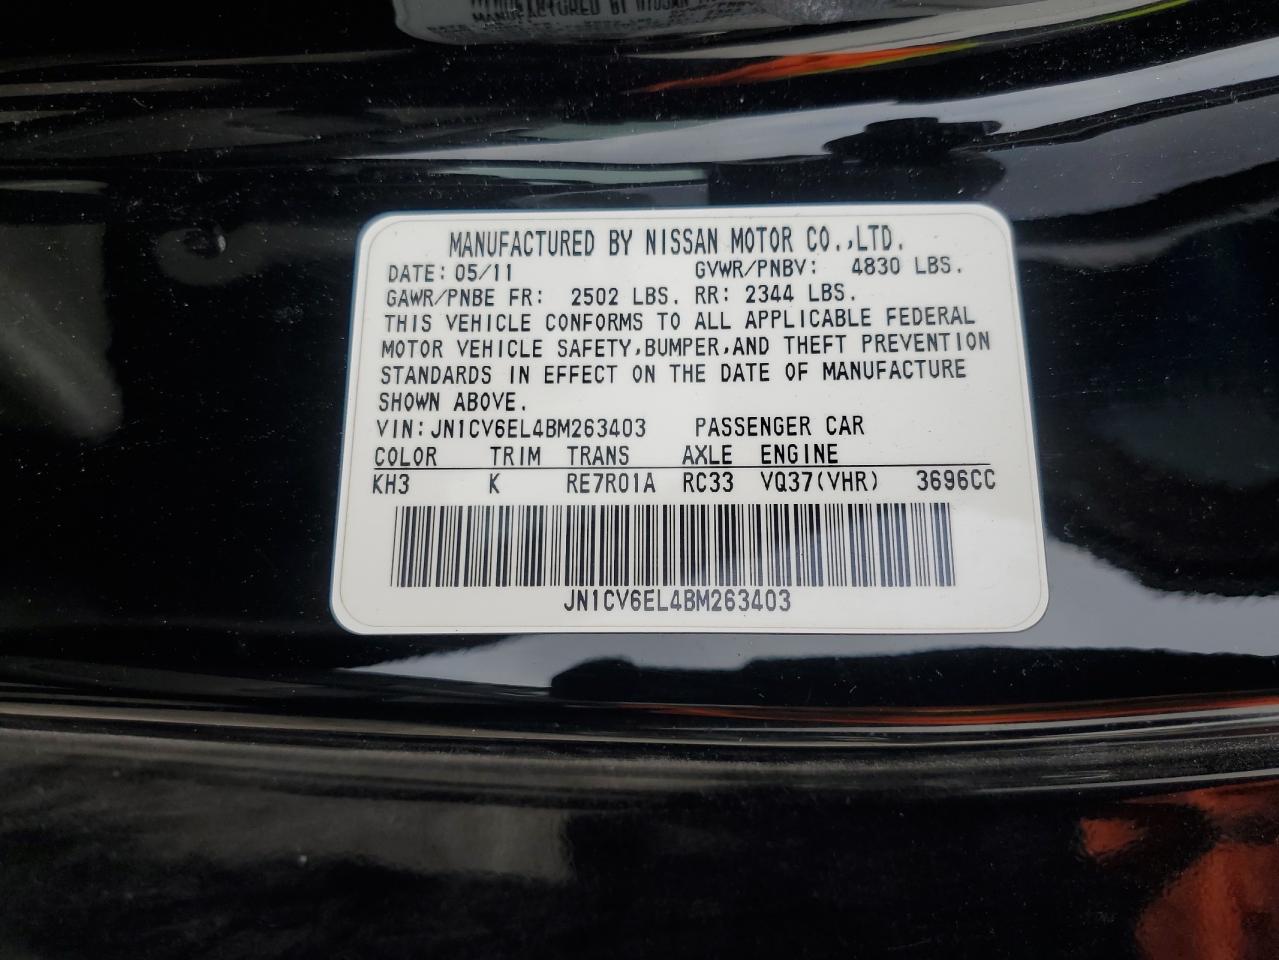 MANUFACTURED BY NISSAN
MANUFACTURED BY NISSAN MOTOR CO.,LTD.
DATE: 05/11 GVWR/PNBV: 4830 LBS.
GAWR/PNBE FR: 2502 LBS. RR: 2344 LBS.
THIS VEHICLE CONFORMS TO ALL APPLICABLE FEDERAL
MOTOR VEHICLE SAFETY,BUMPER,AND THEFT PREVENTION
STANDARDS IN EFFECT ON THE DATE OF MANUFACTURE
SHOWN ABOVE.
VIN:JN1CV6EL4BM263403 PASSENGER CAR
COLOR TRIM TRANS AXLE ENGINE
KH3 K RE7R01A RC33 VQ37(VHR) 3696CC
JN1CV6EL4BM263403